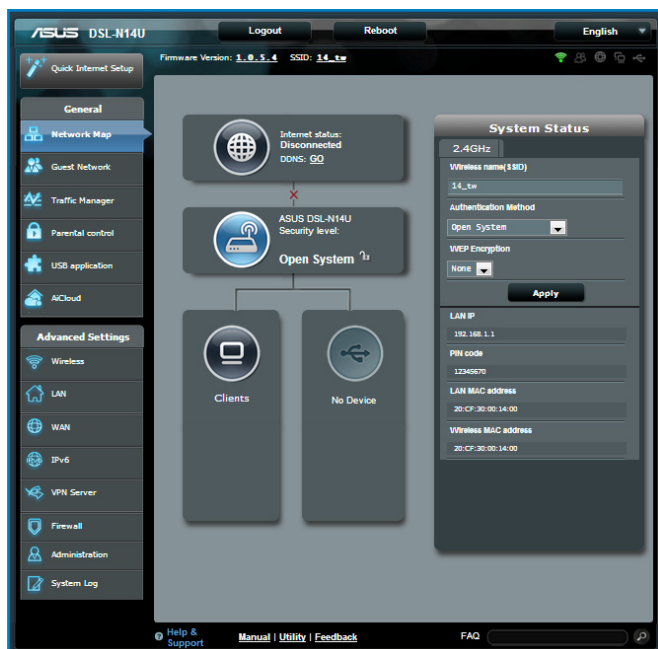 ASUS DSL-N14U
Logout
Reboot
English
Quick Internet Setup
Firmware Version: 1.0.5.4 SSID: 14_tw
General
Network Map
Guest Network
Traffic Manager
Parental control
USB application
AiCloud
Advanced Settings
Wireless
LAN
WAN
IPv6
VPN Server
Firewall
Administration
System Log
Internet status:
Disconnected
DDNS: GO
ASUS DSL-N14U
Security level:
Open System
Clients
No Device
System Status
2.4GHz
Wireless name(SSID)
14_tw
Authentication Method
Open System
WEP Encryption
None
Apply
LAN IP
192.168.1.1
PIN code
12345670
LAN MAC address
20:CF:30:00:14:00
Wireless MAC address
20:CF:30:00:14:00
Help & Support
Manual | Utility | Feedback
FAQ